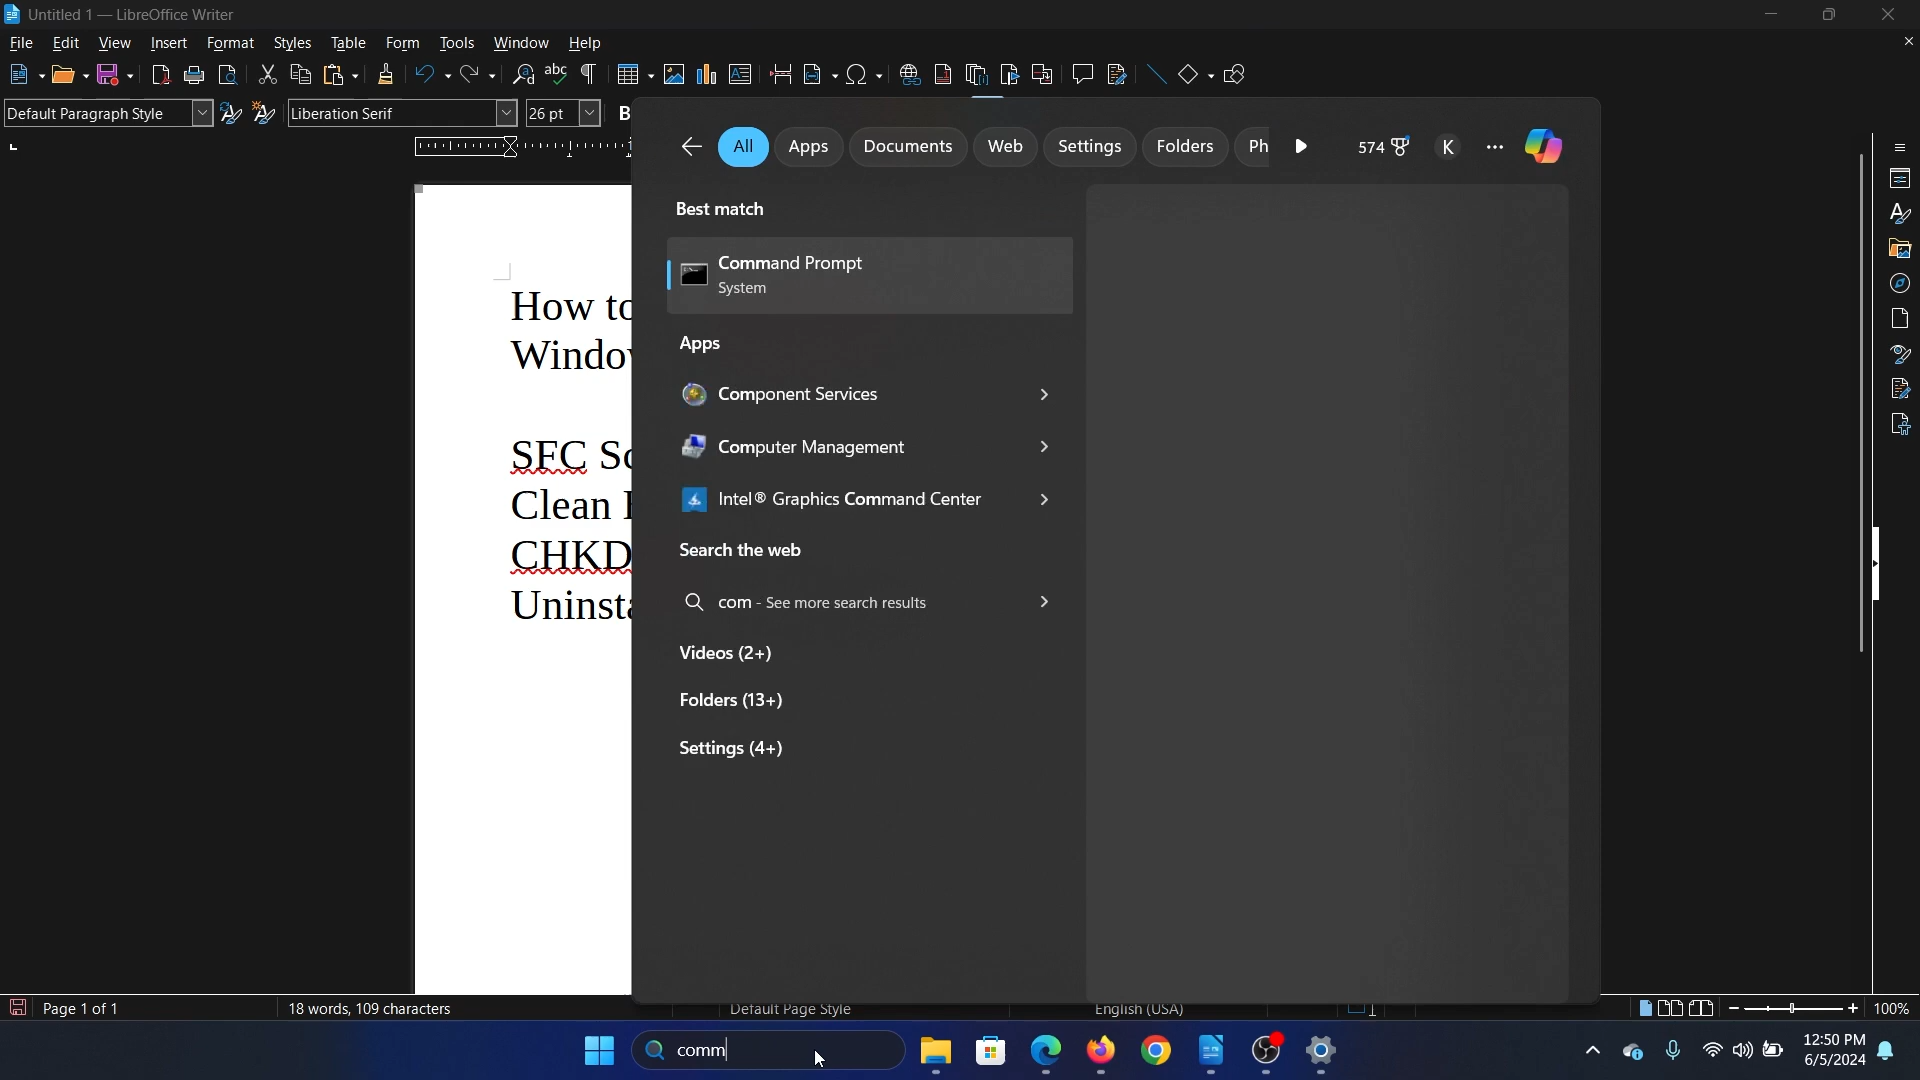 Untitled 1 — LibreOffice Writer
File Edit View Insert Format Styles Table Form Tools Window Help
Default Paragraph Style Liberation Serif 26 pt B
All Apps Documents Web Settings Folders Ph 574 K
Best match
Command Prompt
System
Apps
Component Services
Computer Management
Intel® Graphics Command Center
Search the web
com - See more search results
Videos (2+)
Folders (13+)
Settings (4+)
How to
Windo
SFC Sc
Clean
CHKD
Uninsta
Page 1 of 1 18 words, 109 characters Default Page Style English (USA) 100%
comm
12:50 PM
6/5/2024